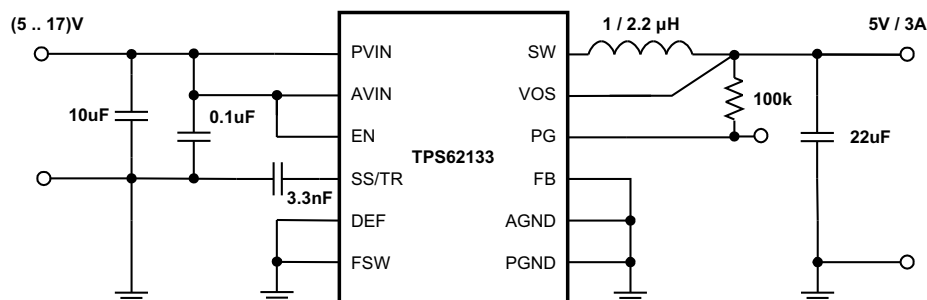 (5 .. 17)V
1 / 2.2 µH
5V / 3A
PVIN
SW
AVIN
VOS
10uF
0.1uF
100k
EN
PG
TPS62133
22uF
SS/TR
FB
3.3nF
DEF
AGND
FSW
PGND